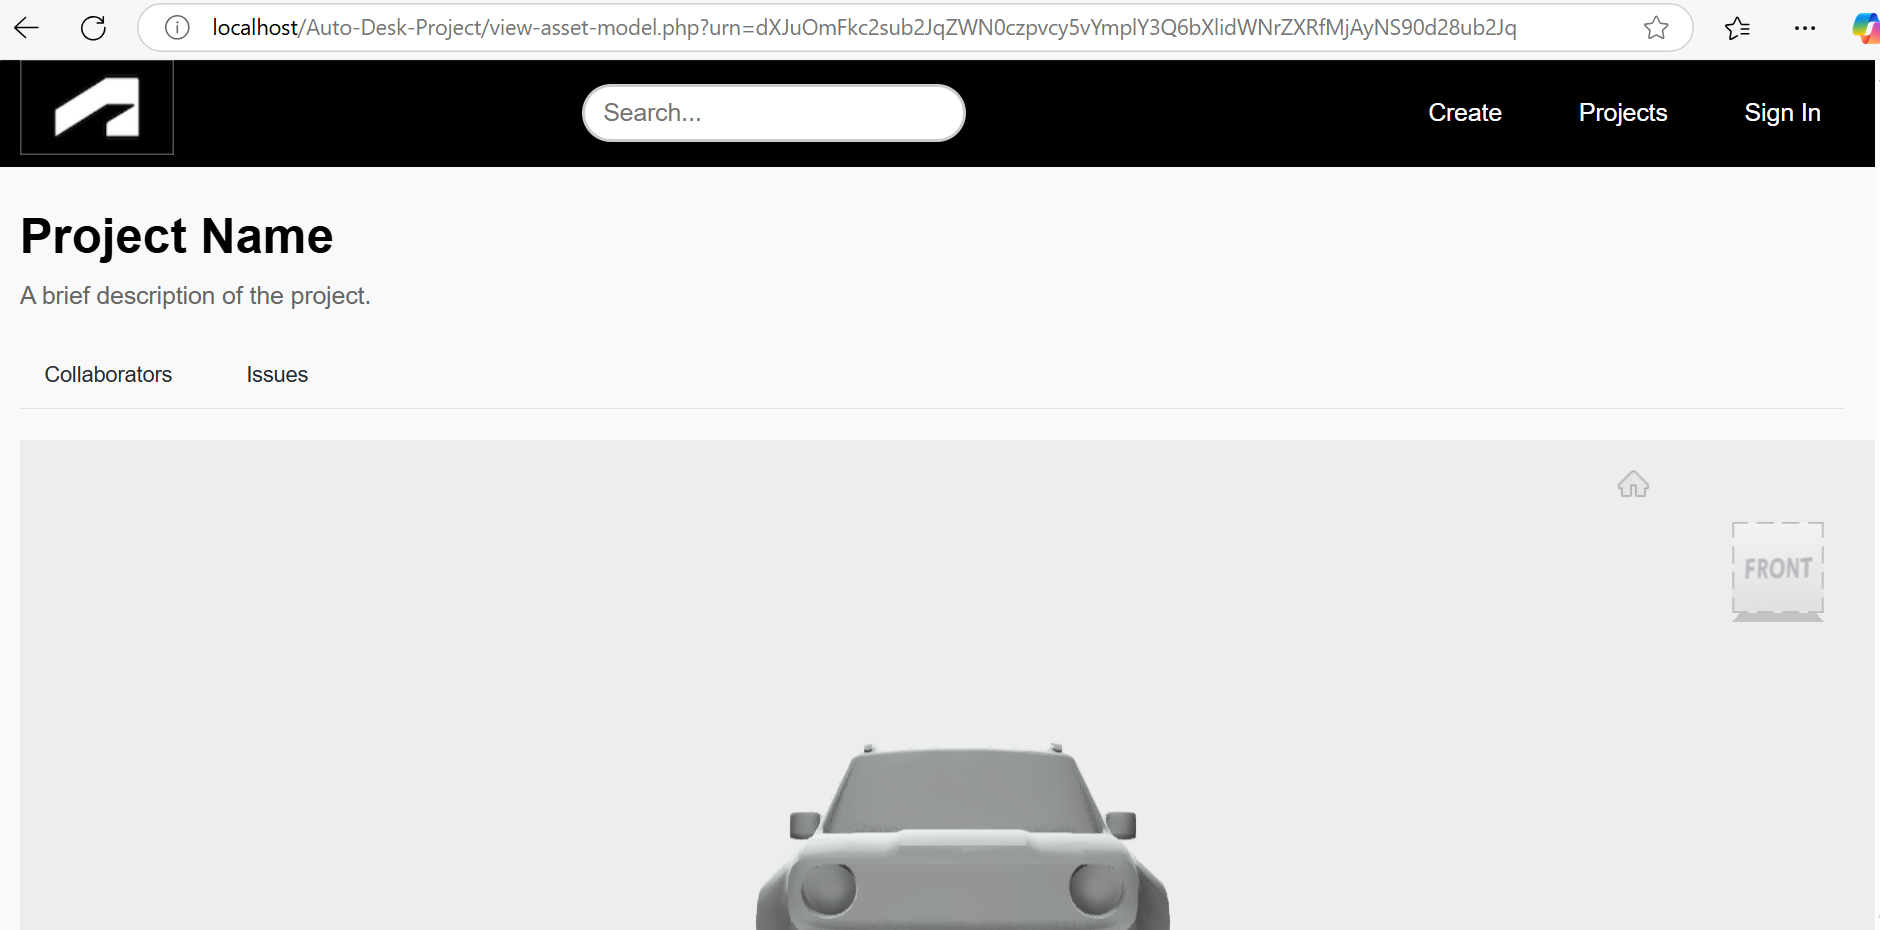 localhost/Auto-Desk-Project/view-asset-model.php?urn=dXJuOmFkc2sub2JqZWN0czpvcy5vYmplY3Q6bXlidWNrZXRfMjAyNS90d28ub2Jq
Search...
Create
Projects
Sign In
Project Name
A brief description of the project.
Collaborators
Issues
FRONT